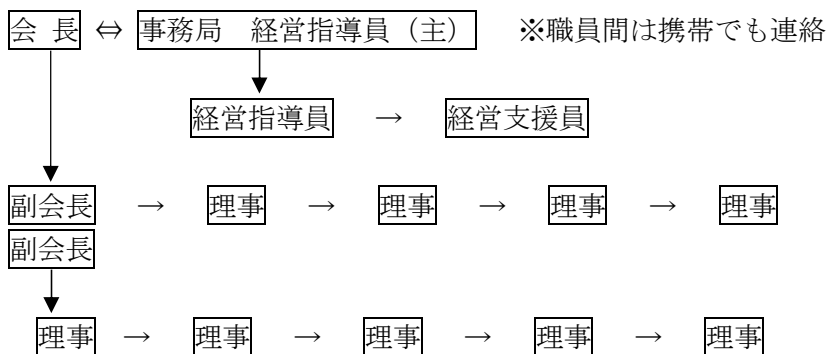 会 長 ⇔ 事務局　経営指導員（主）　※職員間は携帯でも連絡
経営指導員　→　経営支援員
副会長　→　理事　→　理事　→　理事　→　理事
副会長
理事　→　理事　→　理事　→　理事　→　理事